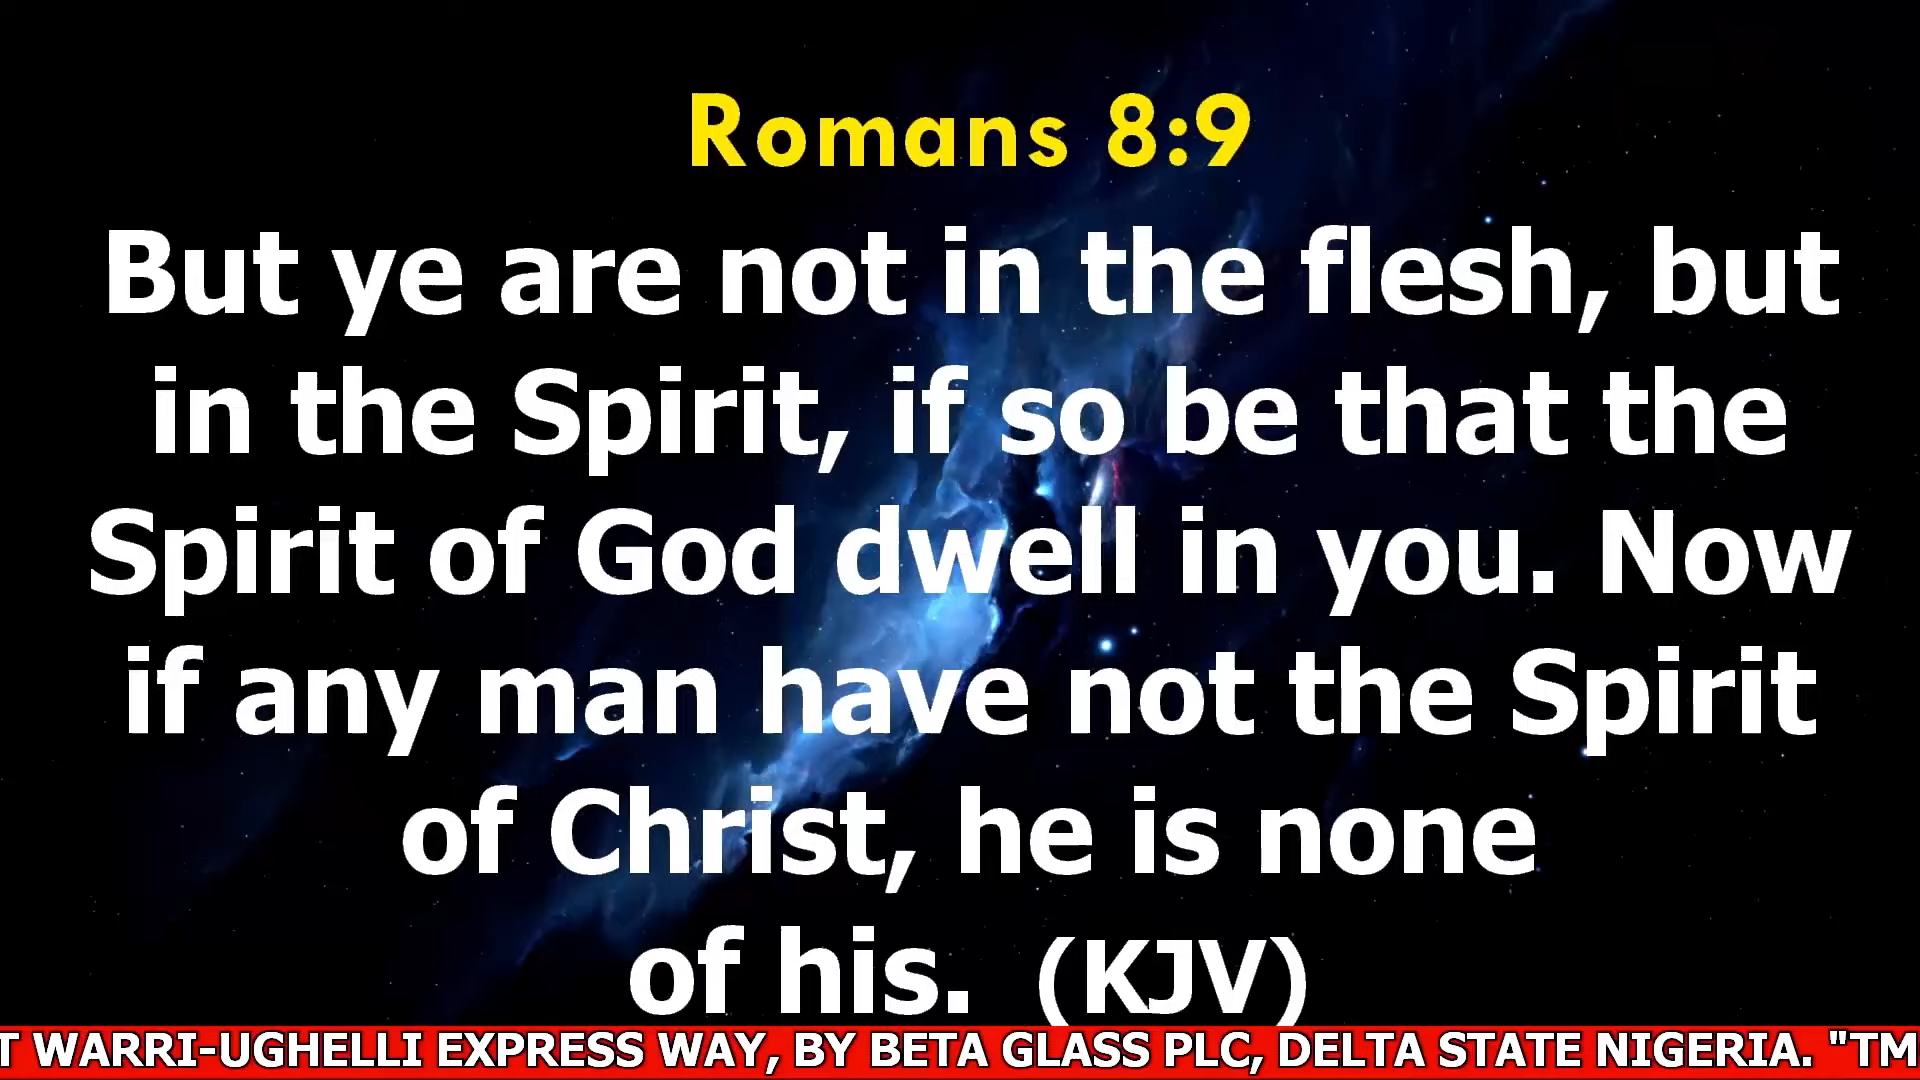 Romans 8:9
But ye are not in the flesh, but
in the Spirit, if so be that the
Spirit of God dwell in you. Now
if any man have not the Spirit
of Christ, he is none
of his. (KJV)
T WARRI-UGHELLI EXPRESS WAY, BY BETA GLASS PLC, DELTA STATE NIGERIA. "TM